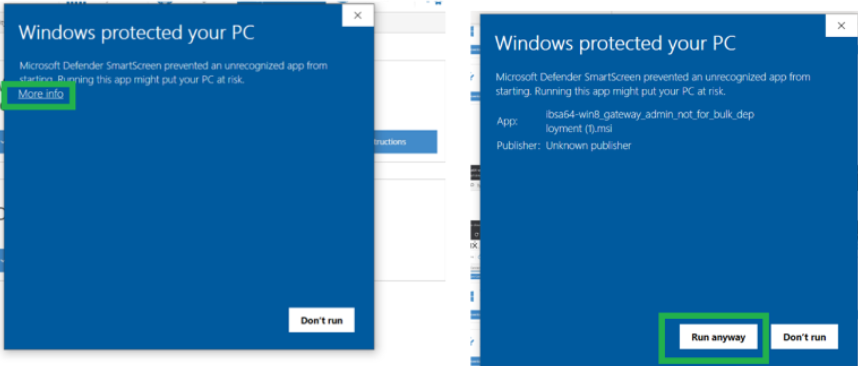 Windows protected your PC
Microsoft Defender SmartScreen prevented an unrecognized app from
starting. Running this app might put your PC at risk.
More info
Don't run
tructions
Windows protected your PC
Microsoft Defender SmartScreen prevented an unrecognized app from
starting. Running this app might put your PC at risk.
App: ibsa64-win8_gateway_admin_not_for_bulk_dep
loyment (1).msi
Publisher: Unknown publisher
Run anyway
Don't run